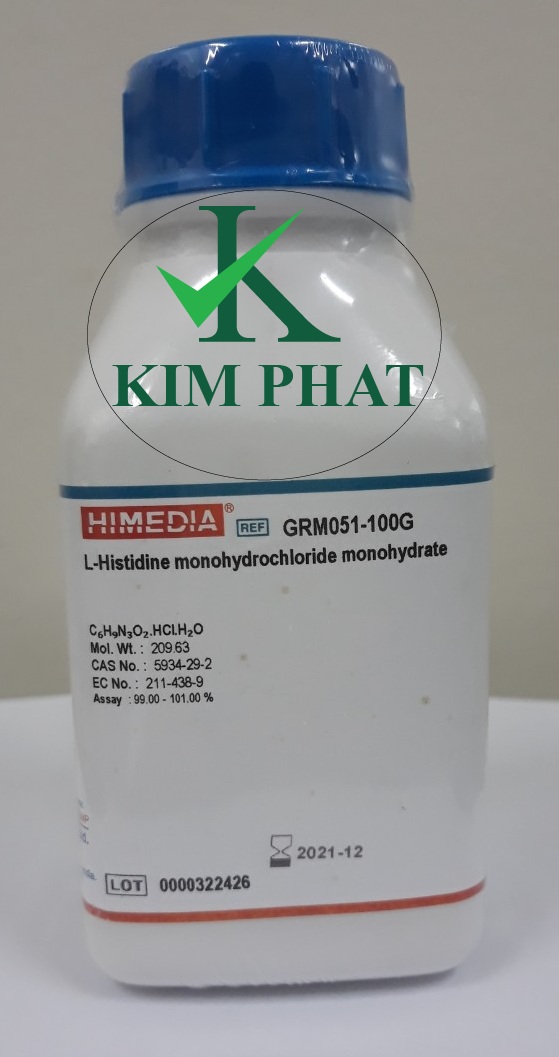 K
KIM PHAT
HIMEDIA® REF GRM051-100G
L-Histidine monohydrochloride monohydrate
C₆H₉N₃O₂.HCl.H₂O
Mol. Wt. : 209.63
CAS No. : 5934-29-2
EC No. : 211-438-9
Assay : 99.00 - 101.00 %
2021-12
LOT 0000322426